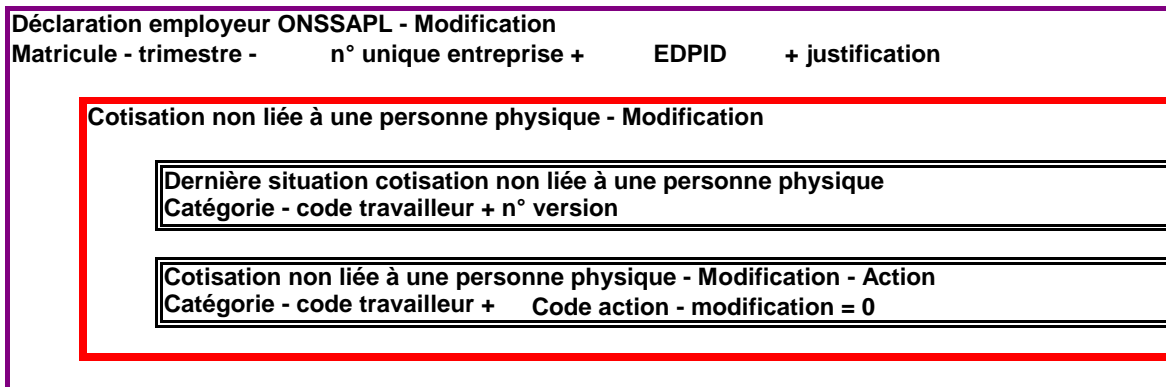 Déclaration employeur ONSSAPL - Modification
Matricule - trimestre - n° unique entreprise + EDPID + justification
Cotisation non liée à une personne physique - Modification
Dernière situation cotisation non liée à une personne physique
Catégorie - code travailleur + n° version
Cotisation non liée à une personne physique - Modification - Action
Catégorie - code travailleur + Code action - modification = 0